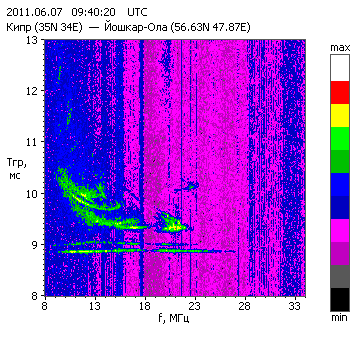 2011.06.07 09:40:20 UTC
Кипр (35N 34E) — Йошкар-Ола (56.63N 47.87E)
13
12
11
Tгр,
мс
10
9
8
8 13 18 23 28 33
f, МГц
max
min